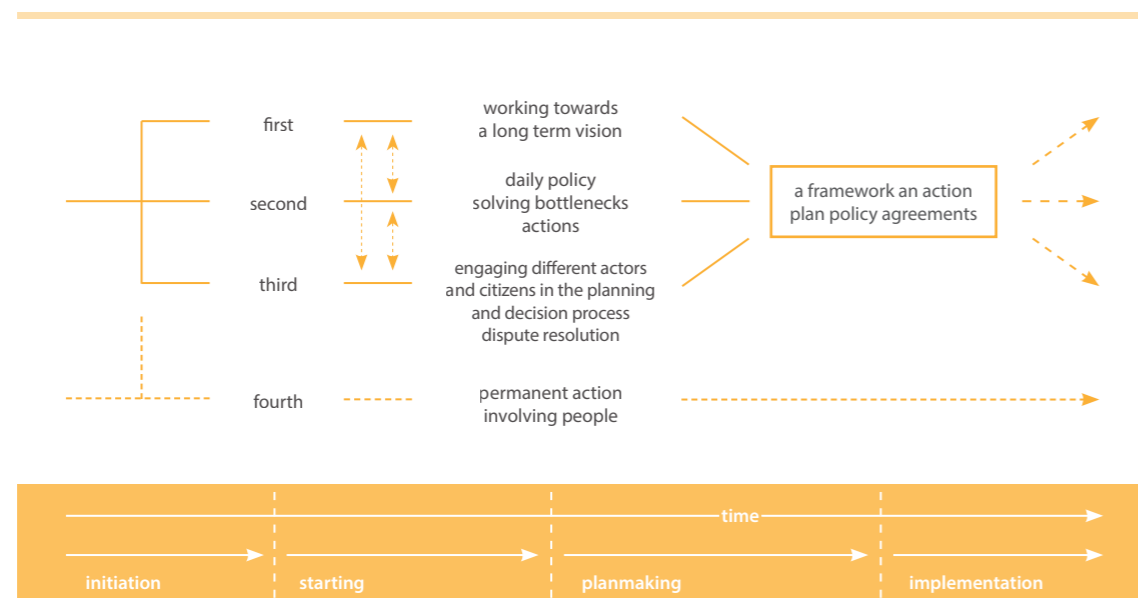 first
working towards
a long term vision
second
daily policy
solving bottlenecks
actions
a framework an action
plan policy agreements
third
engaging different actors
and citizens in the planning
and decision process
dispute resolution
fourth
permanent action
involving people
time
initiation
starting
planmaking
implementation